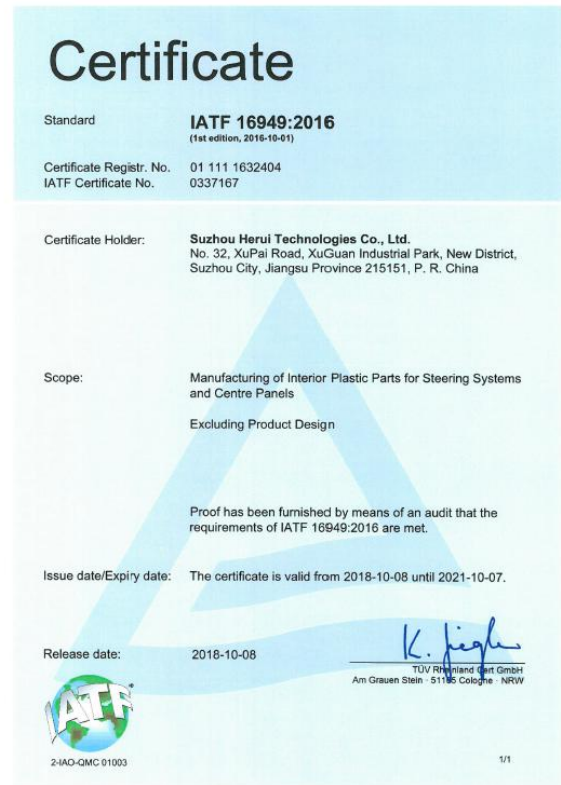 Certificate
Standard IATF 16949:2016
(1st edition, 2016-10-01)
Certificate Registr. No. 01 111 1632404
IATF Certificate No. 0337167
Certificate Holder: Suzhou Herui Technologies Co., Ltd.
No. 32, XuPai Road, XuGuan Industrial Park, New District,
Suzhou City, Jiangsu Province 215151, P. R. China
Scope: Manufacturing of Interior Plastic Parts for Steering Systems
and Centre Panels
Excluding Product Design
Proof has been furnished by means of an audit that the
requirements of IATF 16949:2016 are met.
Issue date/Expiry date: The certificate is valid from 2018-10-08 until 2021-10-07.
Release date: 2018-10-08
TÜV Rheinland Cert GmbH
Am Grauen Stein · 51105 Cologne · NRW
IATF
2-IAO-QMC 01003
1/1